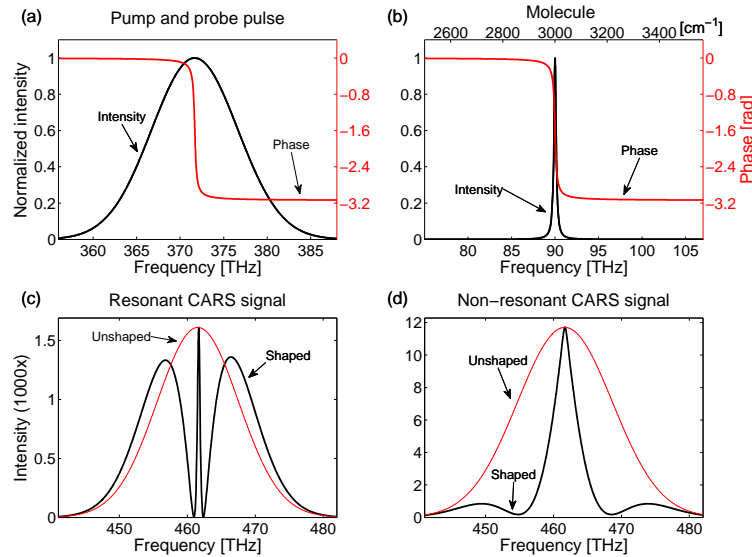 (a) Pump and probe pulse
Normalized intensity
1
0.8
0.6
0.4
0.2
0
0
−0.8
−1.6
−2.4
−3.2
Intensity
Phase
360 365 370 375 380 385
Frequency [THz]
(b) Molecule
2600 2800 3000 3200 3400 [cm⁻¹]
1
0.8
0.6
0.4
0.2
0
0
−0.8
−1.6
−2.4
−3.2
Phase [rad]
Phase
Intensity
80 85 90 95 100 105
Frequency [THz]
(c) Resonant CARS signal
Intensity (1000x)
1.5
1
0.5
0
Unshaped
Shaped
450 460 470 480
Frequency [THz]
(d) Non−resonant CARS signal
12
10
8
6
4
2
0
Unshaped
Shaped
450 460 470 480
Frequency [THz]